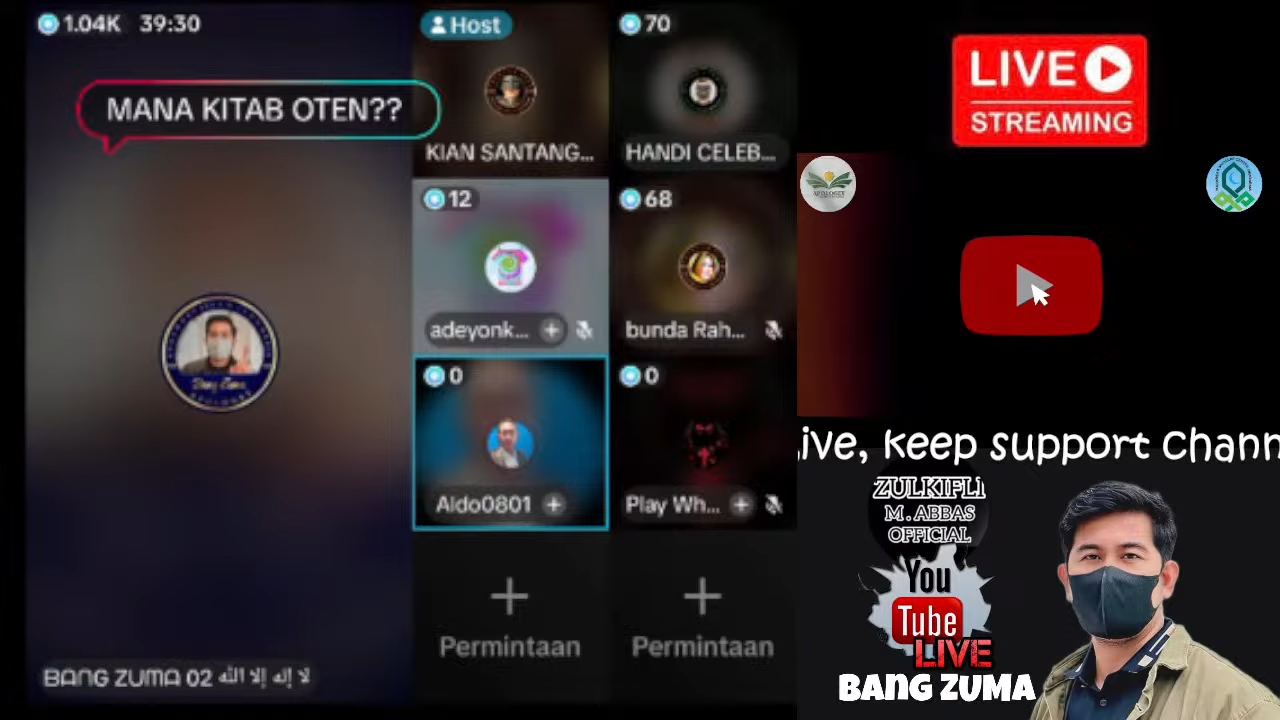 1.04K 39:30
MANA KITAB OTEN??
BANG ZUMA 02 لا إله إلا الله
Host
KIAN SANTANG...
70
HANDI CELEB...
12
adeyonk...
68
bunda Rah...
0
Aldo0801
0
Play Wh...
Permintaan
Permintaan
LIVE
STREAMING
ive, keep support Chann
ZULKIFLI
M. ABBAS
OFFICIAL
You
Tube
LIVE
BANG ZUMA